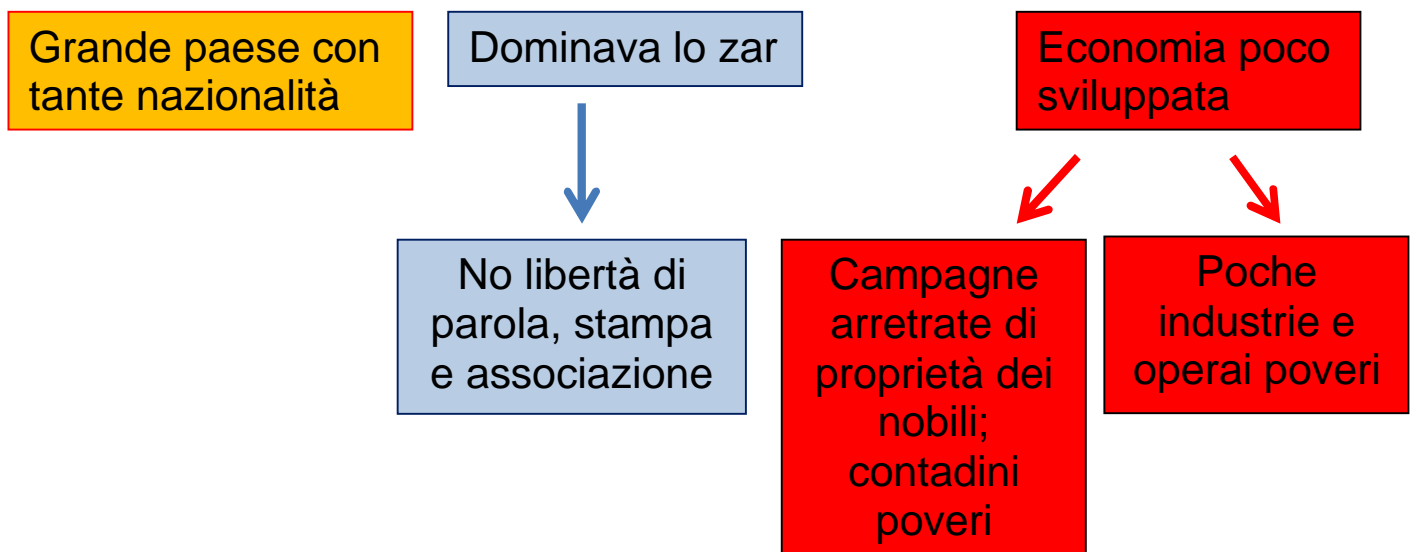 Grande paese con
tante nazionalità
Dominava lo zar
Economia poco
sviluppata
No libertà di
parola, stampa
e associazione
Campagne
arretrate di
proprietà dei
nobili;
contadini
poveri
Poche
industrie e
operai poveri